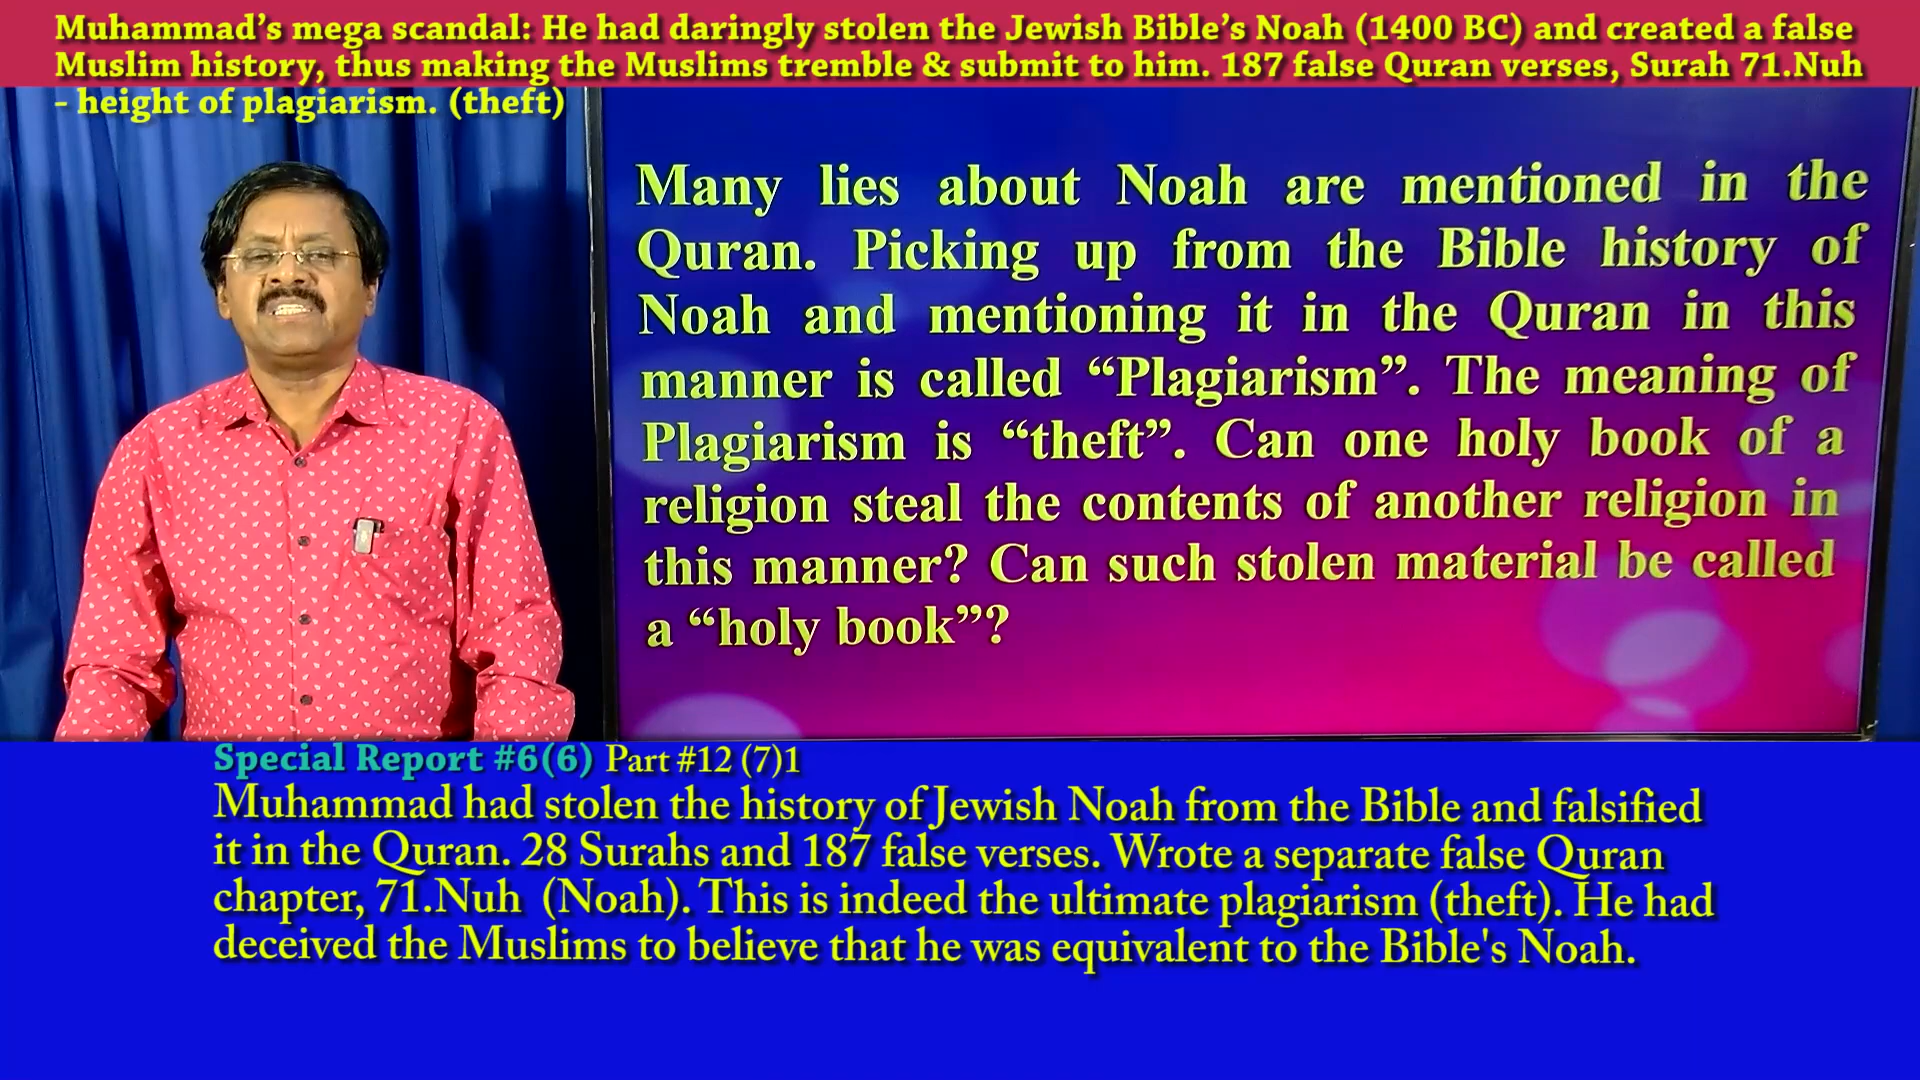 Muhammad’s mega scandal: He had daringly stolen the Jewish Bible’s Noah (1400 BC) and created a false
Muslim history, thus making the Muslims tremble & submit to him. 187 false Quran verses, Surah 71.Nuh
- height of plagiarism. (theft)
Many lies about Noah are mentioned in the
Quran. Picking up from the Bible history of
Noah and mentioning it in the Quran in this
manner is called “Plagiarism”. The meaning of
Plagiarism is “theft”. Can one holy book of a
religion steal the contents of another religion in
this manner? Can such stolen material be called
a “holy book”?
Special Report #6(6) Part #12 (7)1
Muhammad had stolen the history of Jewish Noah from the Bible and falsified
it in the Quran. 28 Surahs and 187 false verses. Wrote a separate false Quran
chapter, 71.Nuh (Noah). This is indeed the ultimate plagiarism (theft). He had
deceived the Muslims to believe that he was equivalent to the Bible's Noah.